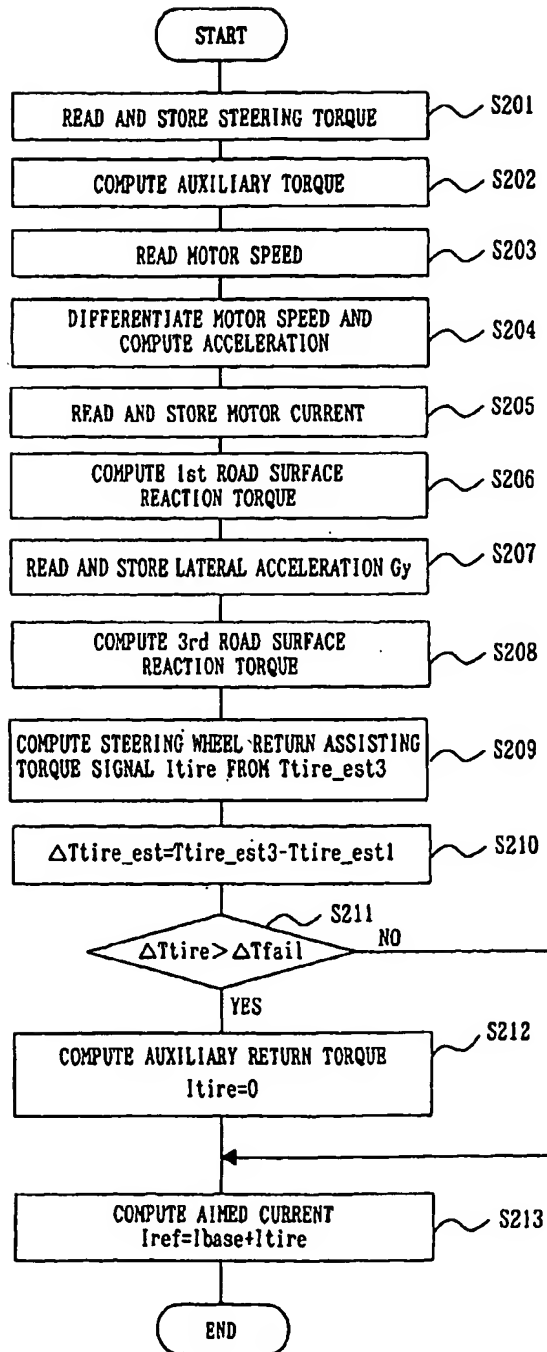 START
READ AND STORE STEERING TORQUE
S201
COMPUTE AUXILIARY TORQUE
S202
READ MOTOR SPEED
S203
DIFFERENTIATE MOTOR SPEED AND
COMPUTE ACCELERATION
S204
READ AND STORE MOTOR CURRENT
S205
COMPUTE 1st ROAD SURFACE
REACTION TORQUE
S206
READ AND STORE LATERAL ACCELERATION Gy
S207
COMPUTE 3rd ROAD SURFACE
REACTION TORQUE
S208
COMPUTE STEERING WHEEL RETURN ASSISTING
TORQUE SIGNAL Itire FROM Ttire_est3
S209
△Ttire_est=Ttire_est3-Ttire_est1
S210
S211
△Ttire>△Tfail
NO
YES
COMPUTE AUXILIARY RETURN TORQUE
Itire=0
S212
COMPUTE AIMED CURRENT
Iref=Ibase+Itire
S213
END